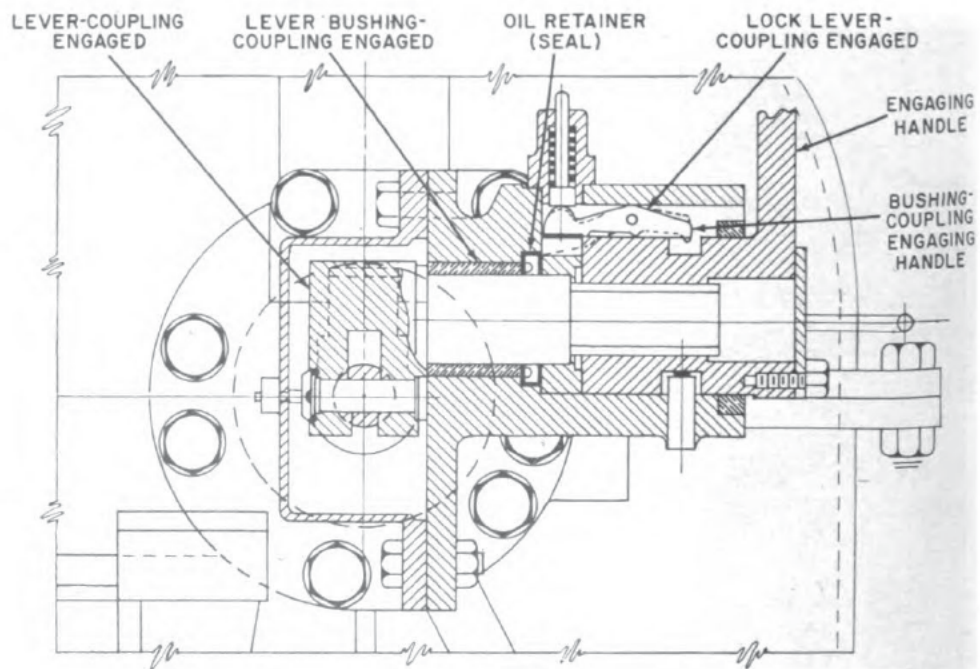 LEVER-COUPLING
ENGAGED
LEVER BUSHING-
COUPLING ENGAGED
OIL RETAINER
(SEAL)
LOCK LEVER-
COUPLING ENGAGED
ENGAGING
HANDLE
BUSHING-
COUPLING
ENGAGING
HANDLE